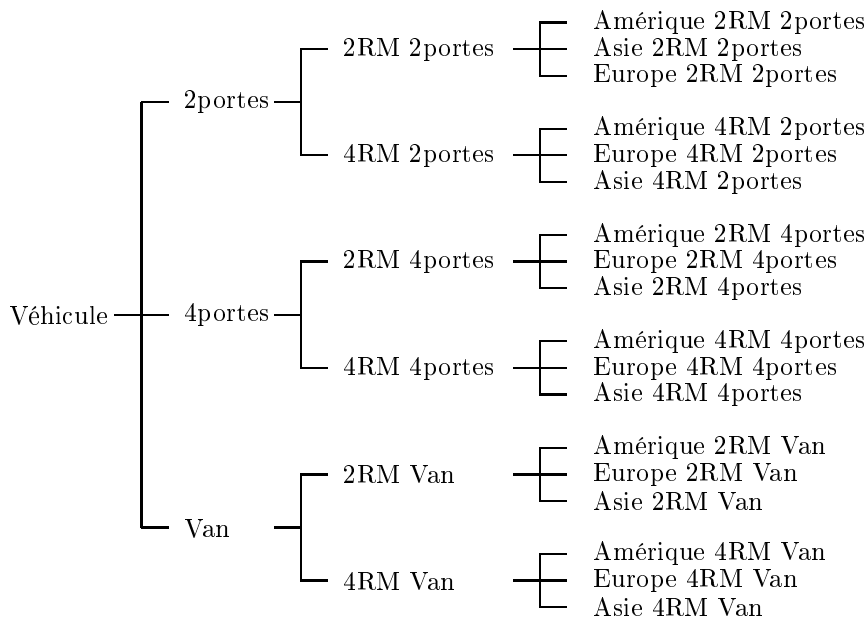 Amérique 2RM 2portes
2RM 2portes Asie 2RM 2portes
Europe 2RM 2portes
2portes
Amérique 4RM 2portes
4RM 2portes Europe 4RM 2portes
Asie 4RM 2portes
Amérique 2RM 4portes
2RM 4portes Europe 2RM 4portes
Asie 2RM 4portes
Véhicule 4portes
Amérique 4RM 4portes
4RM 4portes Europe 4RM 4portes
Asie 4RM 4portes
Amérique 2RM Van
2RM Van Europe 2RM Van
Asie 2RM Van
Van
Amérique 4RM Van
4RM Van Europe 4RM Van
Asie 4RM Van